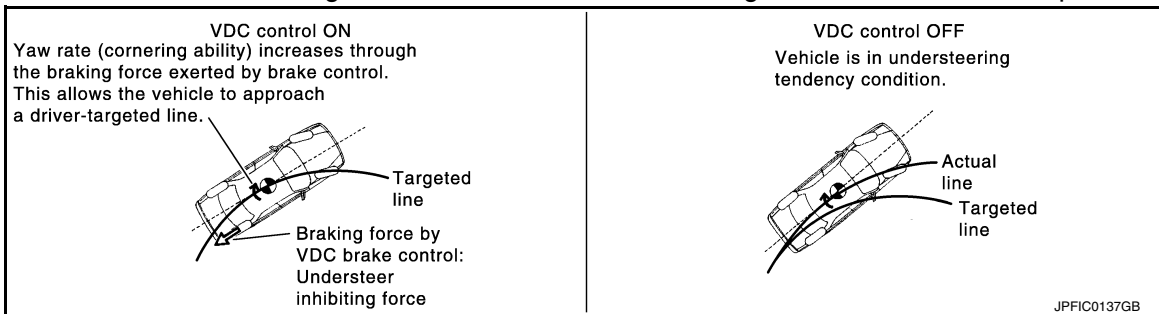 VDC control ON
Yaw rate (cornering ability) increases through
the braking force exerted by brake control.
This allows the vehicle to approach
a driver-targeted line.
Targeted
line
Braking force by
VDC brake control:
Understeer
inhibiting force
VDC control OFF
Vehicle is in understeering
tendency condition.
Actual
line
Targeted
line
JPFIC0137GB